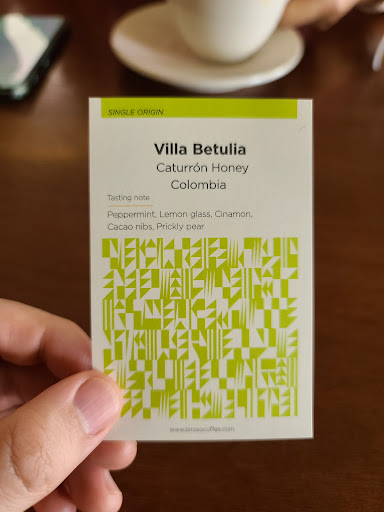 SINGLE ORIGIN
Villa Betulia
Caturrón Honey
Colombia
Tasting note
Peppermint, Lemon glass, Cinamon,
Cacao nibs, Prickly pear